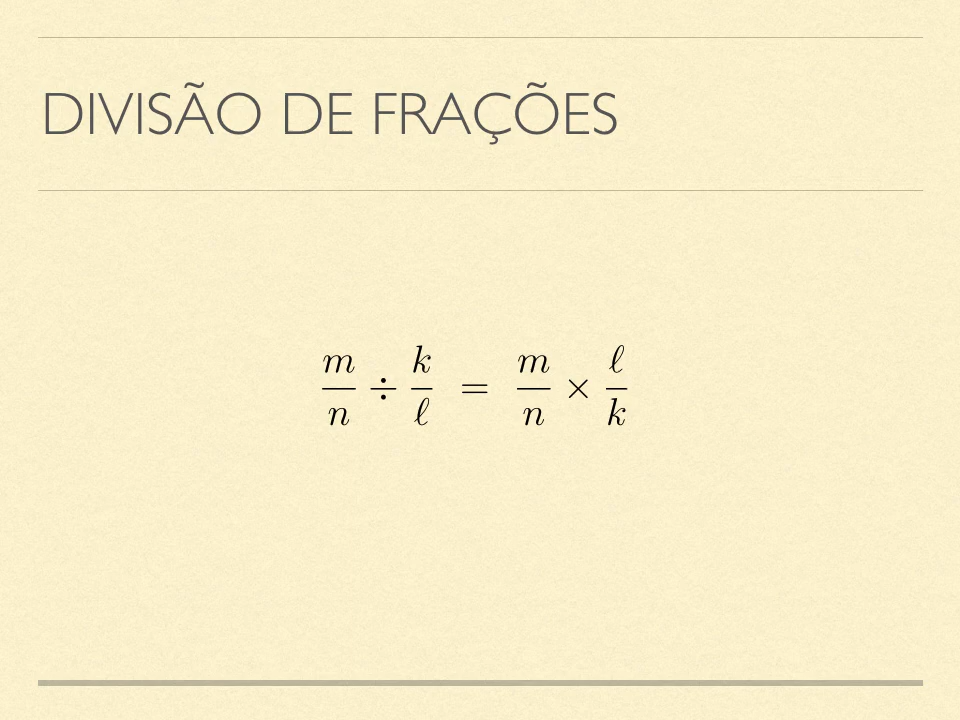 DIVISÃO DE FRAÇÕES
m/n ÷ k/ℓ = m/n × ℓ/k